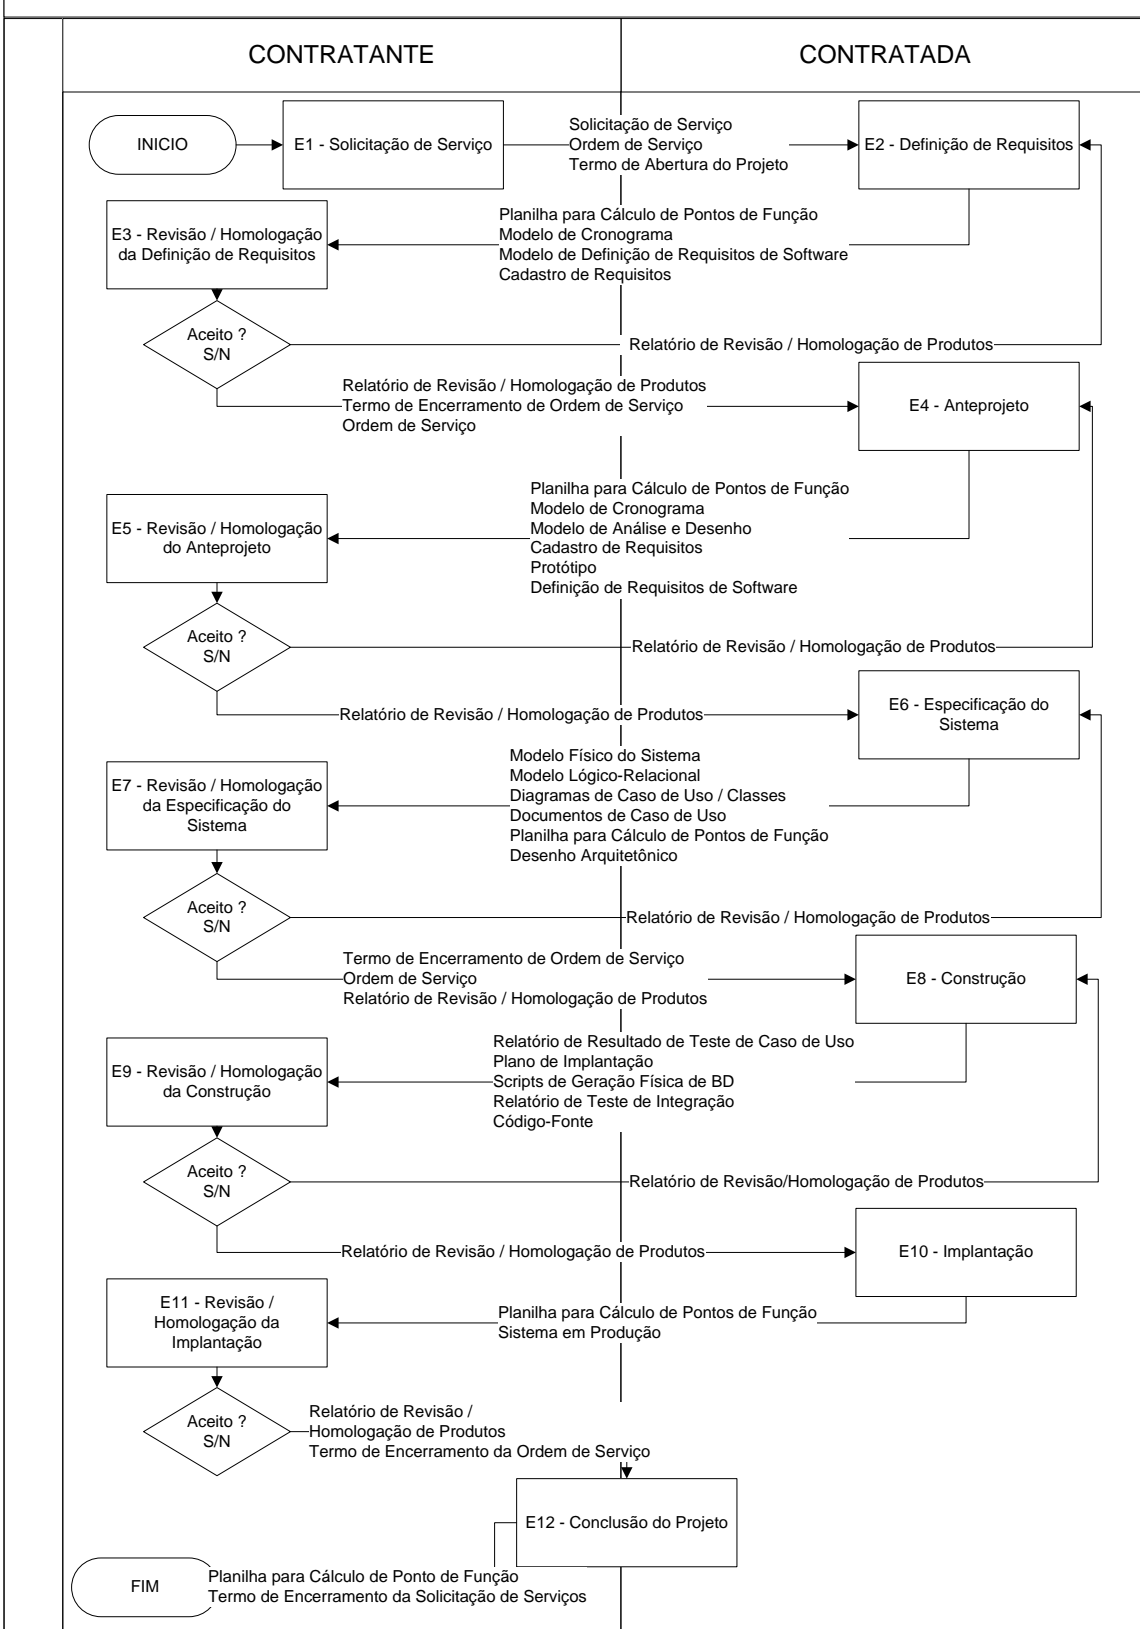 CONTRATANTE
CONTRATADA
INICIO
E1 - Solicitação de Serviço
Solicitação de Serviço
Ordem de Serviço
Termo de Abertura do Projeto
E2 - Definição de Requisitos
E3 - Revisão / Homologação
da Definição de Requisitos
Planilha para Cálculo de Pontos de Função
Modelo de Cronograma
Modelo de Definição de Requisitos de Software
Cadastro de Requisitos
Aceito ?
S/N
Relatório de Revisão / Homologação de Produtos
Relatório de Revisão / Homologação de Produtos
Termo de Encerramento de Ordem de Serviço
Ordem de Serviço
E4 - Anteprojeto
Planilha para Cálculo de Pontos de Função
Modelo de Cronograma
Modelo de Análise e Desenho
Cadastro de Requisitos
Protótipo
Definição de Requisitos de Software
E5 - Revisão / Homologação
do Anteprojeto
Aceito ?
S/N
Relatório de Revisão / Homologação de Produtos
Relatório de Revisão / Homologação de Produtos
E6 - Especificação do
Sistema
Modelo Físico do Sistema
Modelo Lógico-Relacional
Diagramas de Caso de Uso / Classes
Documentos de Caso de Uso
Planilha para Cálculo de Pontos de Função
Desenho Arquitetônico
E7 - Revisão / Homologação
da Especificação do
Sistema
Aceito ?
S/N
Relatório de Revisão / Homologação de Produtos
Termo de Encerramento de Ordem de Serviço
Ordem de Serviço
Relatório de Revisão / Homologação de Produtos
E8 - Construção
Relatório de Resultado de Teste de Caso de Uso
Plano de Implantação
Scripts de Geração Física de BD
Relatório de Teste de Integração
Código-Fonte
E9 - Revisão / Homologação
da Construção
Aceito ?
S/N
Relatório de Revisão/Homologação de Produtos
Relatório de Revisão / Homologação de Produtos
E10 - Implantação
E11 - Revisão /
Homologação da
Implantação
Planilha para Cálculo de Pontos de Função
Sistema em Produção
Aceito ?
S/N
Relatório de Revisão /
Homologação de Produtos
Termo de Encerramento da Ordem de Serviço
E12 - Conclusão do Projeto
FIM
Planilha para Cálculo de Ponto de Função
Termo de Encerramento da Solicitação de Serviços